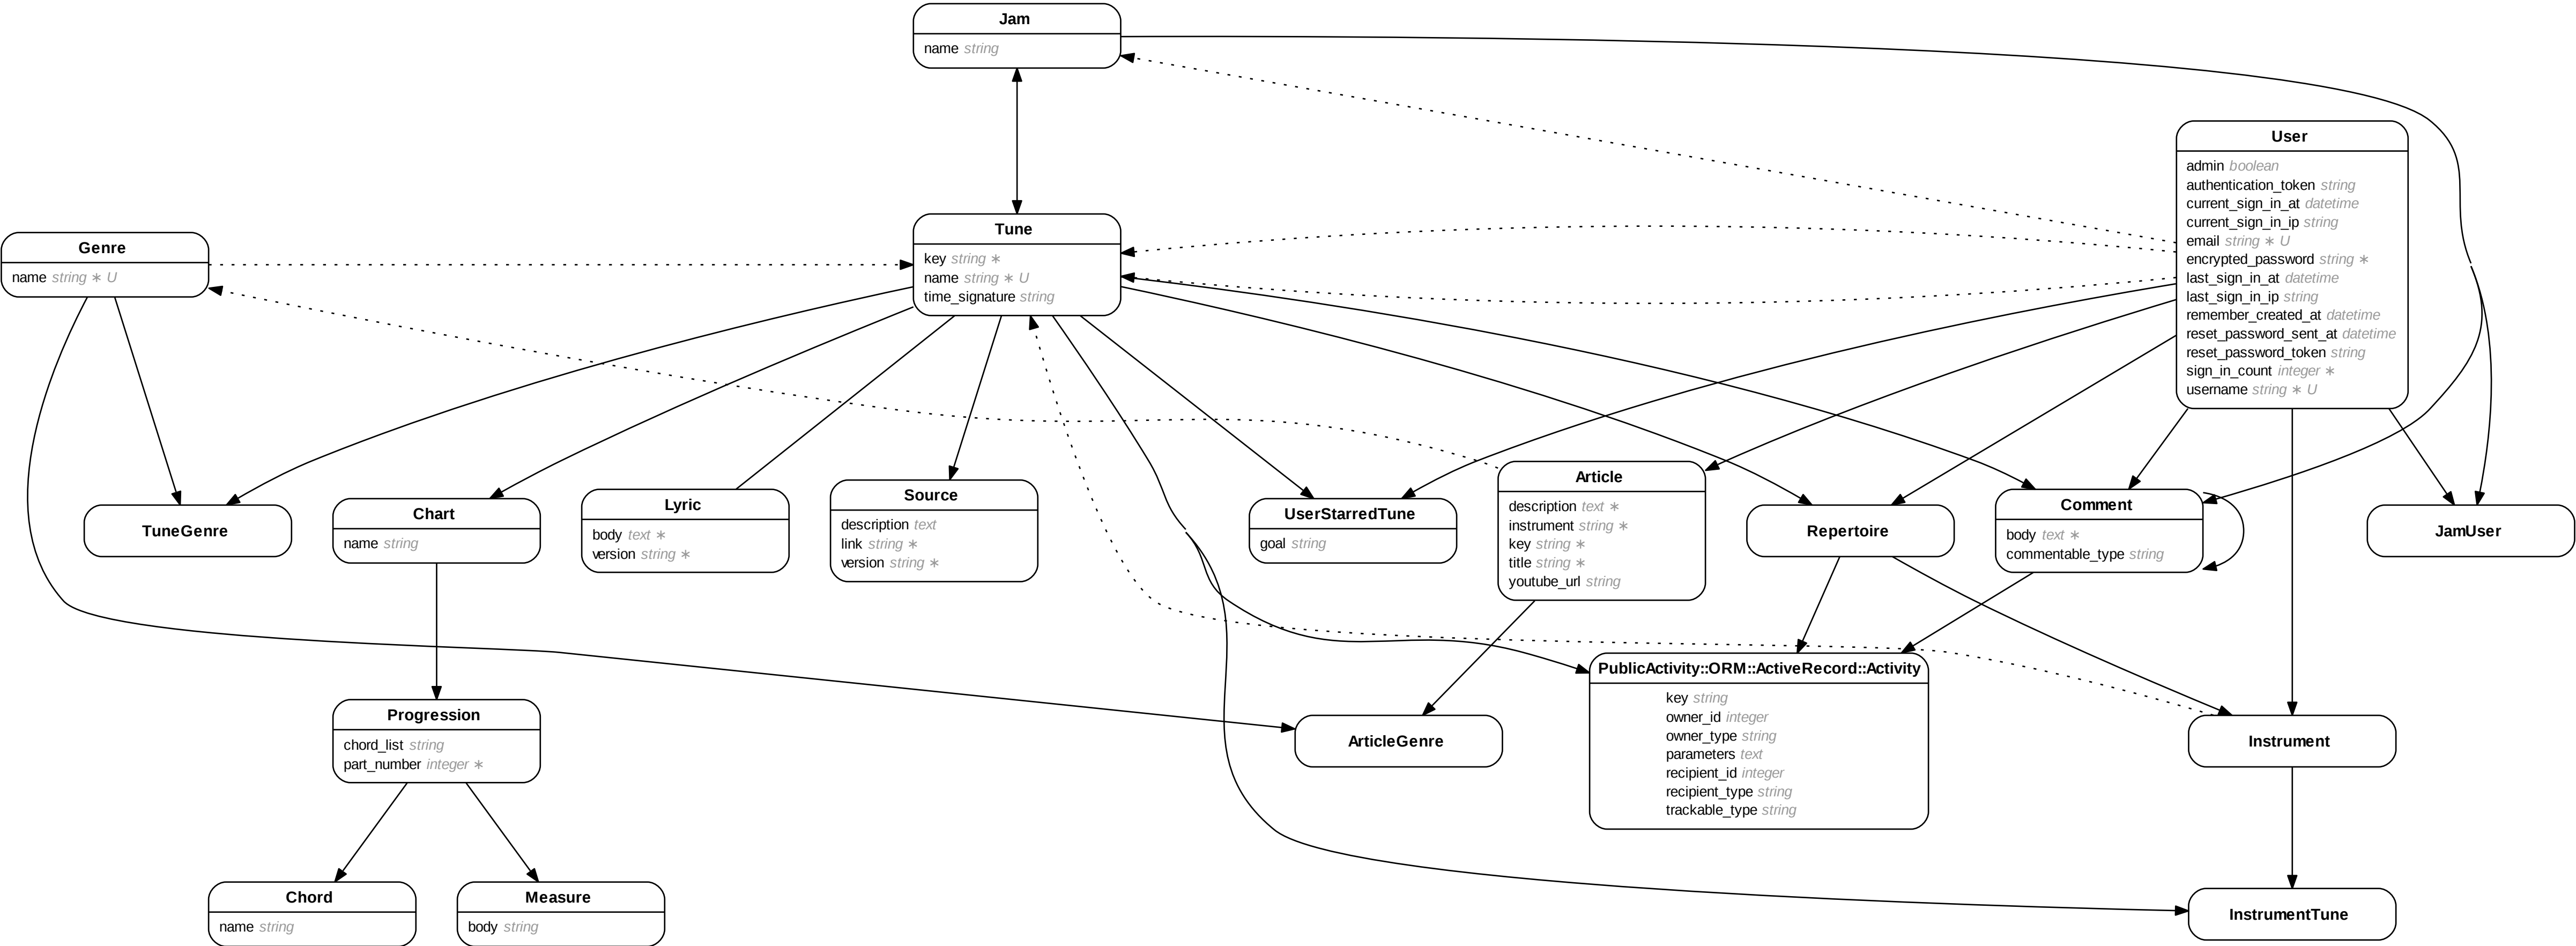 Jam
name string
User
admin boolean
authentication_token string
current_sign_in_at datetime
current_sign_in_ip string
email string ∗ U
encrypted_password string ∗
last_sign_in_at datetime
last_sign_in_ip string
remember_created_at datetime
reset_password_sent_at datetime
reset_password_token string
sign_in_count integer ∗
username string ∗ U
Tune
key string ∗
name string ∗ U
time_signature string
Genre
name string ∗ U
TuneGenre
Chart
name string
Lyric
body text ∗
version string ∗
Source
description text
link string ∗
version string ∗
UserStarredTune
goal string
Article
description text ∗
instrument string ∗
key string ∗
title string ∗
youtube_url string
Repertoire
Comment
body text ∗
commentable_type string
JamUser
Progression
chord_list string
part_number integer ∗
ArticleGenre
PublicActivity::ORM::ActiveRecord::Activity
key string
owner_id integer
owner_type string
parameters text
recipient_id integer
recipient_type string
trackable_type string
Instrument
Chord
name string
Measure
body string
InstrumentTune